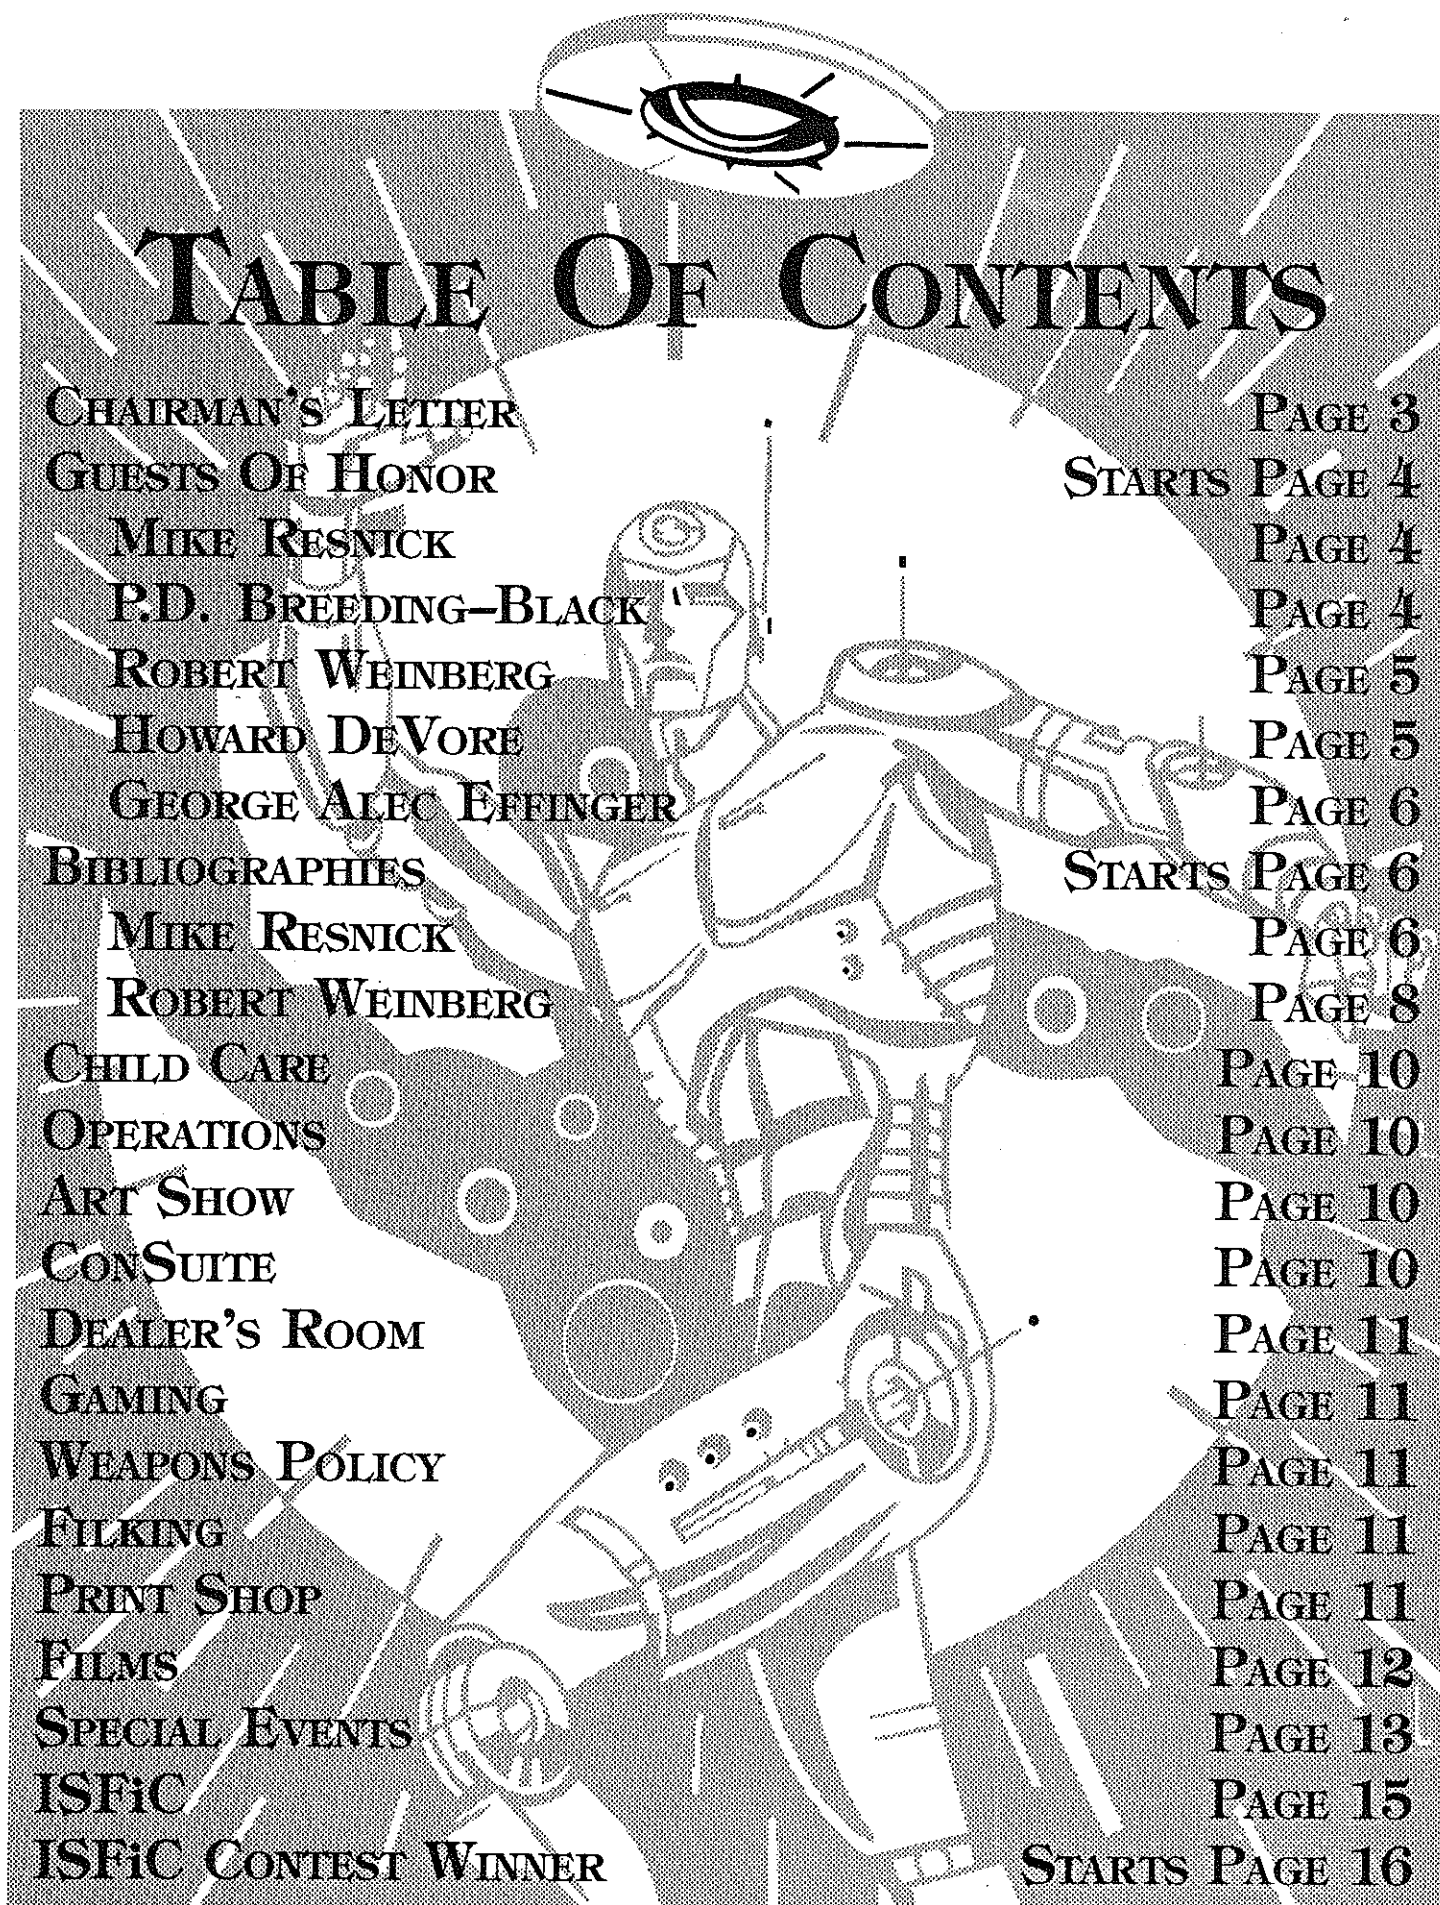 Table Of Contents
Chairman's Letter Page 3
Guests Of Honor Starts Page 4
Mike Resnick Page 4
P.D. Breeding–Black Page 4
Robert Weinberg Page 5
Howard DeVore Page 5
George Alec Effinger Page 6
Bibliographies Starts Page 6
Mike Resnick Page 6
Robert Weinberg Page 8
Child Care Page 10
Operations Page 10
Art Show Page 10
ConSuite Page 10
Dealer's Room Page 11
Gaming Page 11
Weapons Policy Page 11
Filking Page 11
Print Shop Page 11
Films Page 12
Special Events Page 13
ISFiC Page 15
ISFiC Contest Winner Starts Page 16